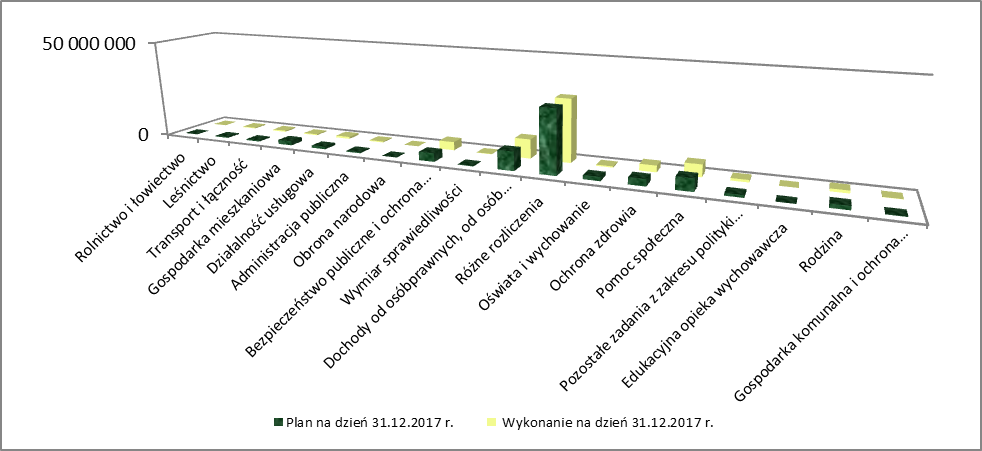 50 000 000
0
Rolnictwo i łowiectwo
Leśnictwo
Transport i łączność
Gospodarka mieszkaniowa
Działalność usługowa
Administracja publiczna
Obrona narodowa
Bezpieczeństwo publiczne i ochrona...
Wymiar sprawiedliwości
Dochody od osóbprawnych, od osób...
Różne rozliczenia
Oświata i wychowanie
Ochrona zdrowia
Pomoc społeczna
Pozostałe zadania z zakresu polityki...
Edukacyjna opieka wychowawcza
Rodzina
Gospodarka komunalna i ochrona...
Plan na dzień 31.12.2017 r.
Wykonanie na dzień 31.12.2017 r.